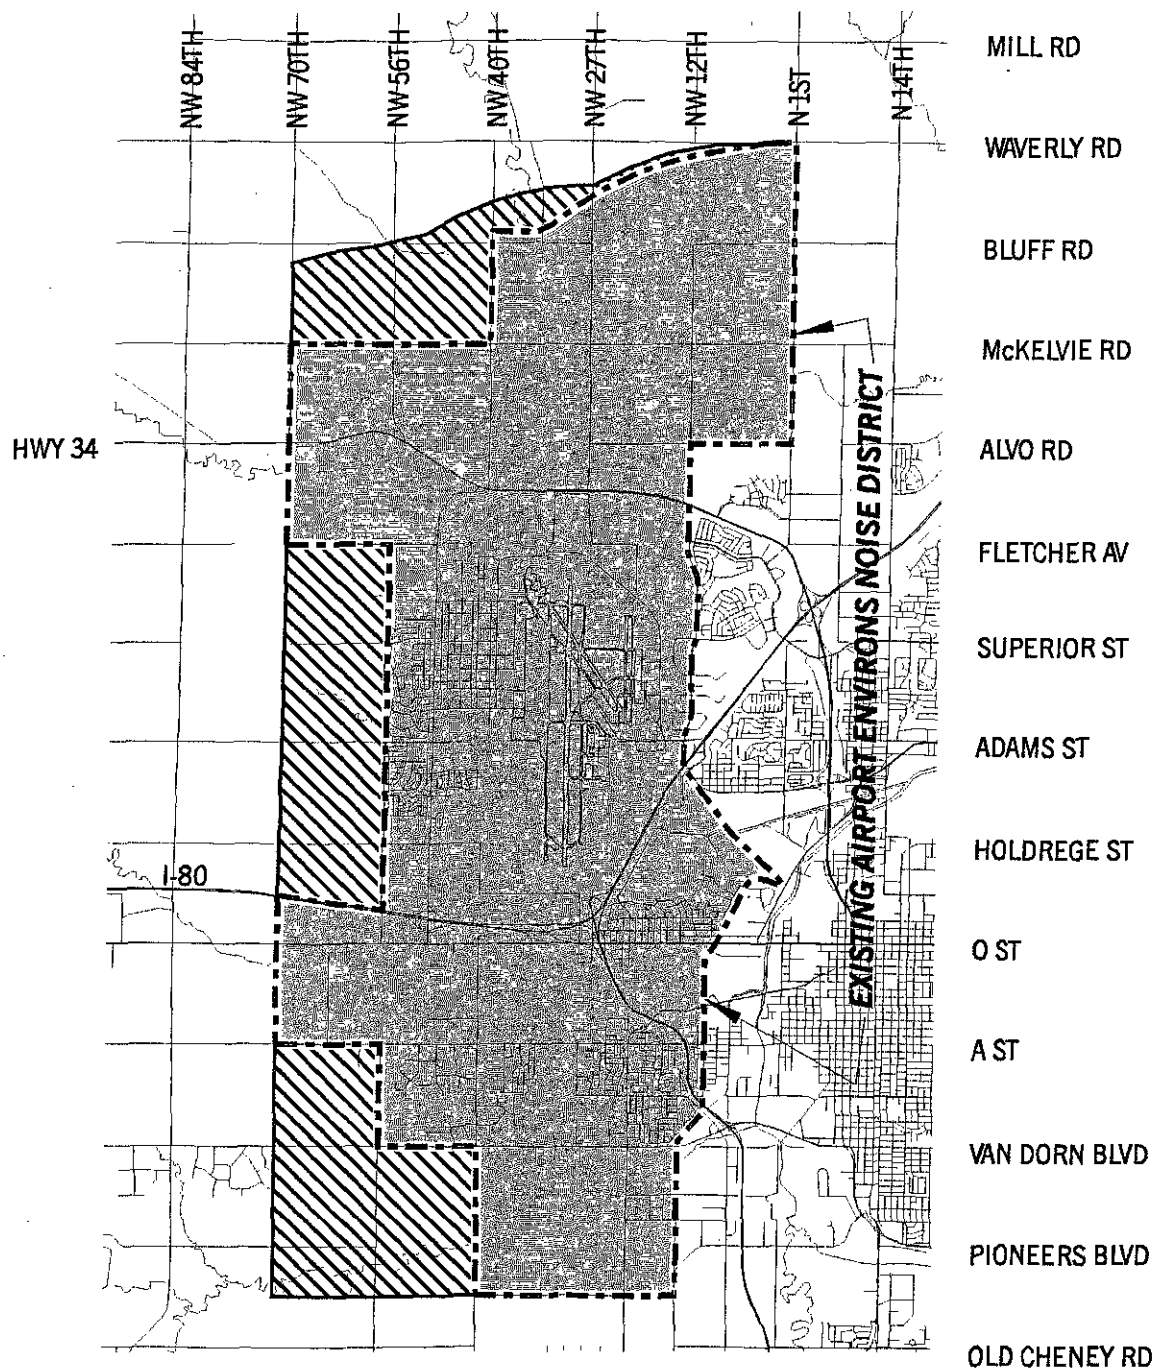 NW 84TH
NW 70TH
NW 56TH
NW 40TH
NW 27TH
NW 12TH
N 1ST
N 14TH
MILL RD
WAVERLY RD
BLUFF RD
McKELVIE RD
HWY 34
ALVO RD
FLETCHER AV
SUPERIOR ST
ADAMS ST
HOLDREGE ST
I-80
O ST
A ST
VAN DORN BLVD
PIONEERS BLVD
OLD CHENEY RD
EXISTING AIRPORT ENVIRONS NOISE DISTRICT